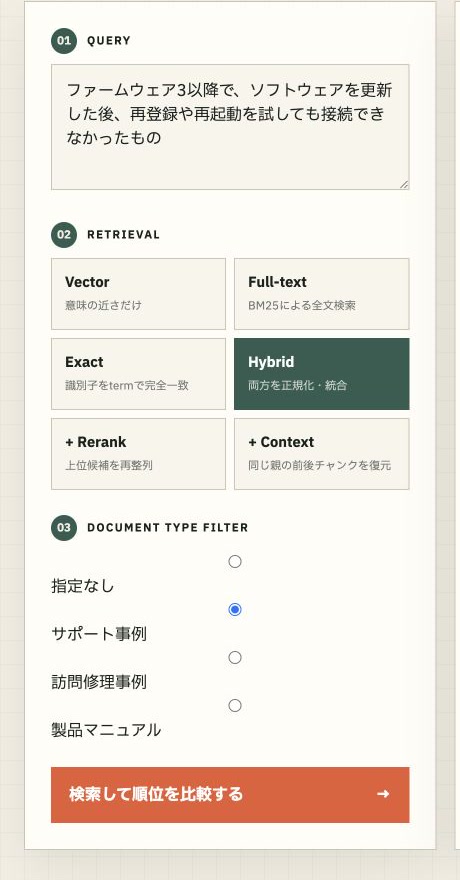 01 QUERY
ファームウェア3以降で、ソフトウェアを更新
した後、再登録や再起動を試しても接続でき
なかったもの
02 RETRIEVAL
Vector
意味の近さだけ
Full-text
BM25による全文検索
Exact
識別子をtermで完全一致
Hybrid
両方を正規化・統合
+ Rerank
上位候補を再整列
+ Context
同じ親の前後チャンクを復元
03 DOCUMENT TYPE FILTER
指定なし
サポート事例
訪問修理事例
製品マニュアル
検索して順位を比較する →